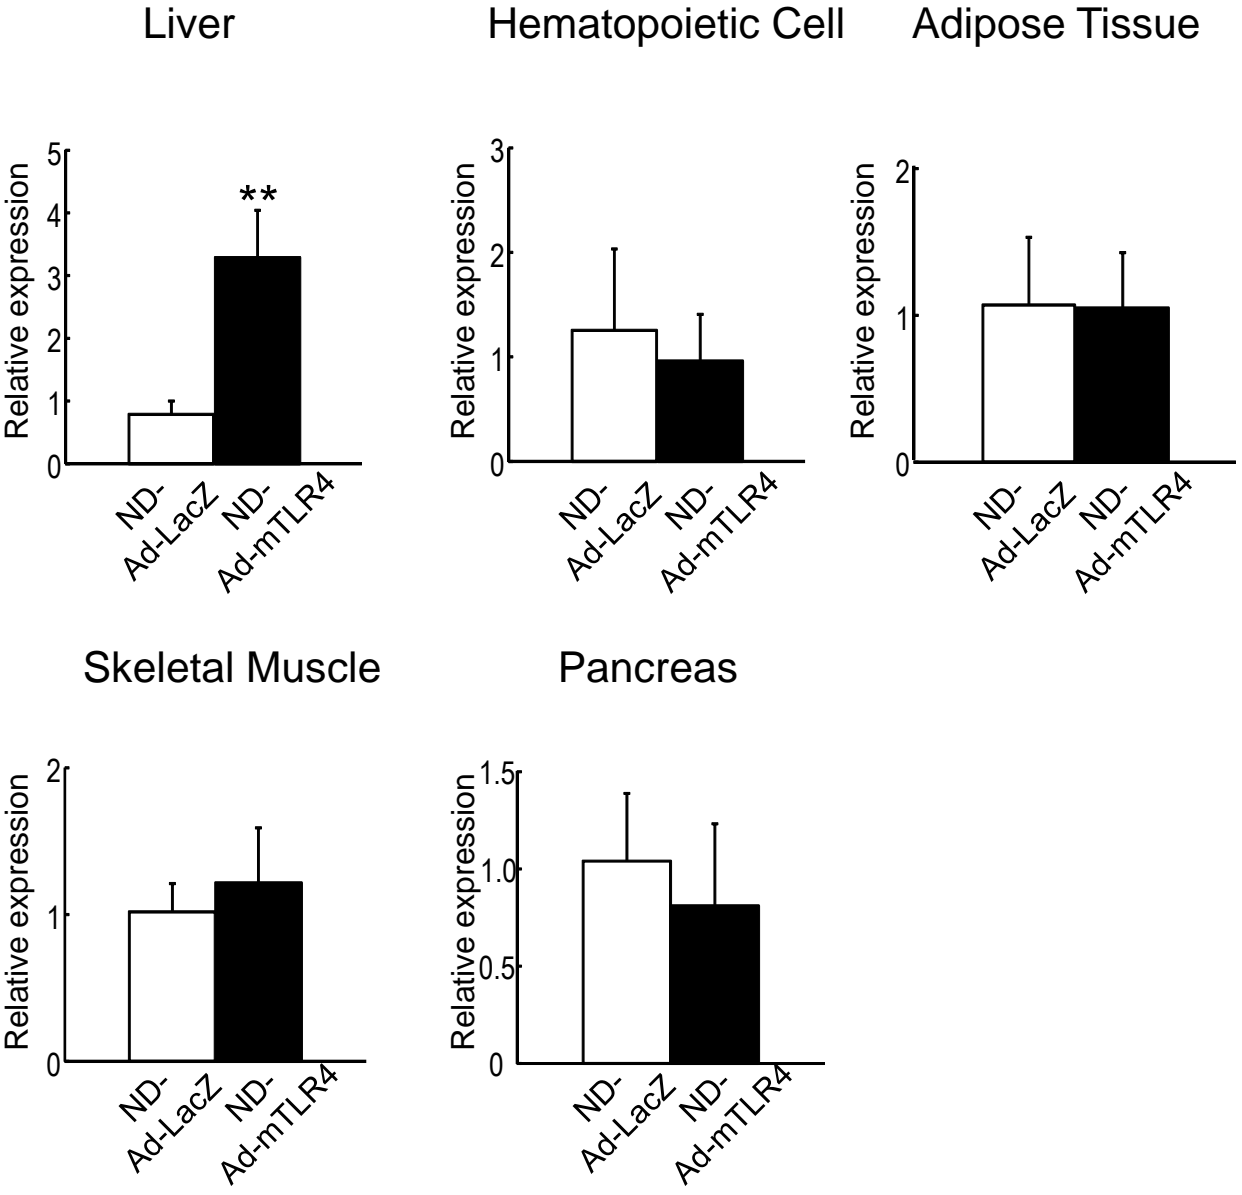 Liver
Relative expression
5
4
3
2
1
0
**
ND-
Ad-LacZ
ND-
Ad-mTLR4
Hematopoietic Cell
Relative expression
3
2
1
0
ND-
Ad-LacZ
ND-
Ad-mTLR4
Adipose Tissue
Relative expression
2
1
0
ND-
Ad-LacZ
ND-
Ad-mTLR4
Skeletal Muscle
Relative expression
2
1
0
ND-
Ad-LacZ
ND-
Ad-mTLR4
Pancreas
Relative expression
1.5
1.0
0.5
0
ND-
Ad-LacZ
ND-
Ad-mTLR4